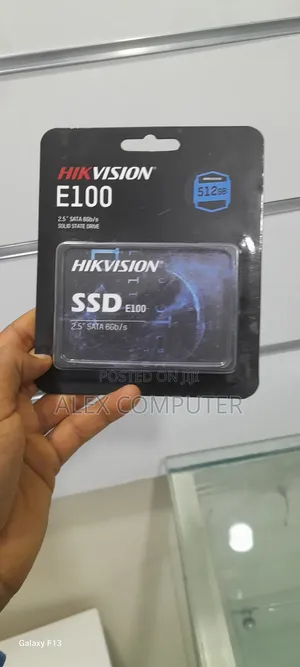 HIKVISION
E100
2.5" SATA 6Gb/s
SOLID STATE DRIVE
512GB
HIKVISION
SSD E100
2.5" SATA 6Gb/s
POSTED ON Jiji
ALEX COMPUTER
Galaxy F13